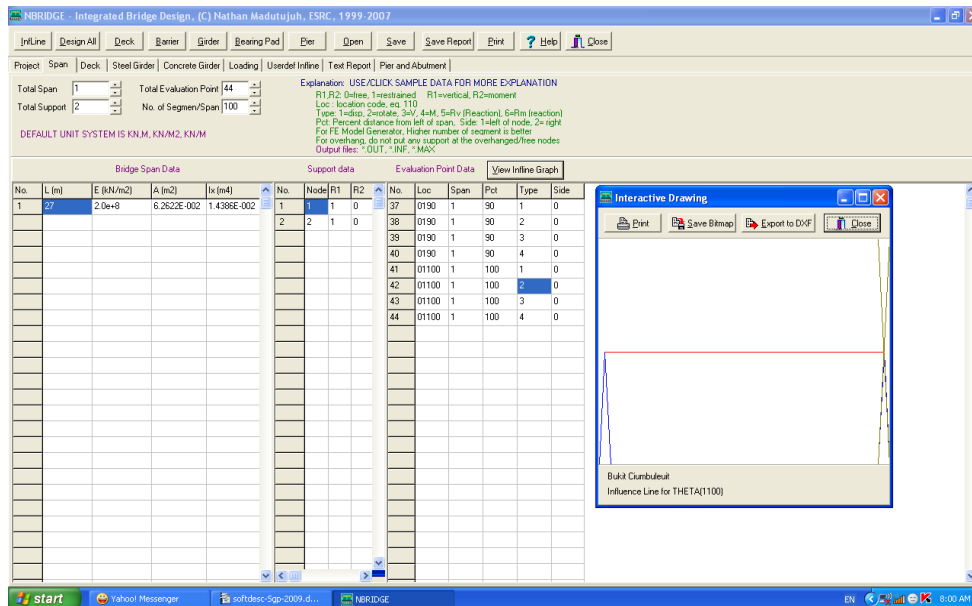 NBRIDGE - Integrated Bridge Design, (C) Nathan Madutujuh, ESRC, 1999-2007
InfLine Design All Deck Barrier Girder Bearing Pad Pier Open Save Save Report Print Help Close
Project Span Deck Steel Girder Concrete Girder Loading Userdef Infline Text Report Pier and Abutment
Total Span 1 Total Evaluation Point 44
Total Support 2 No. of Segmen/Span 100
DEFAULT UNIT SYSTEM IS KN,M, KN/M2, KN/M
Explanation: USE/CLICK SAMPLE DATA FOR MORE EXPLANATION
R1,R2: 0=free, 1=restrained R1=vertical, R2=moment
Loc : location code, eq. 110
Type: 1=disp, 2=rotate, 3=V, 4=M, 5=Rv (Reaction), 6=Rm (reaction)
Pct: Percent distance from left of span, Side: 1=left of node, 2= right
For FE Model Generator, Higher number of segment is better
For overhang, do not put any support at the overhanged/free nodes
Output files: *.OUT, *.INF, *.MAX
Bridge Span Data Support data Evaluation Point Data View Infline Graph
No. L (m) E (kN/m2) A (m2) Ix (m4)
1 27 2.0e+8 6.2622E-002 1.4386E-002
No. Node R1 R2
1 1 1 0
2 2 1 0
No. Loc Span Pct Type Side
37 0190 1 90 1 0
38 0190 1 90 2 0
39 0190 1 90 3 0
40 0190 1 90 4 0
41 01100 1 100 1 0
42 01100 1 100 2 0
43 01100 1 100 3 0
44 01100 1 100 4 0
Interactive Drawing
Print Save Bitmap Export to DXF Close
Bukit Ciumbuleuit
Influence Line for THETA(1100)
start Yahoo! Messenger softdesc-Sgp-2009.d... NBRIDGE EN 8:00 AM